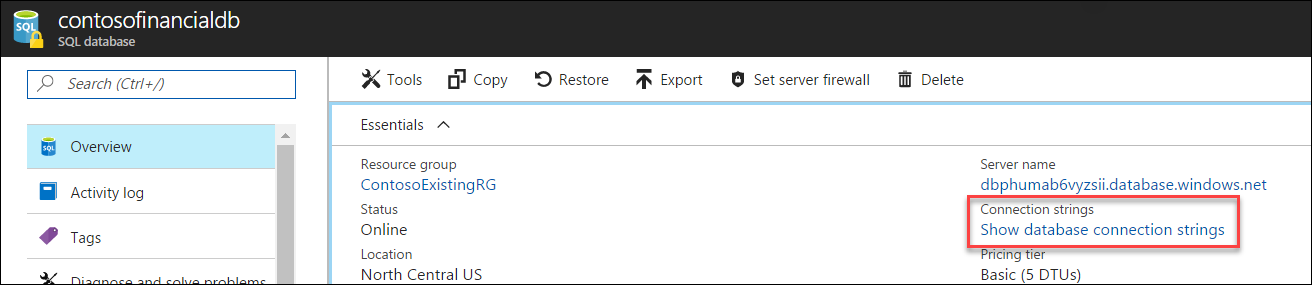 SQL
contosofinancialdb
SQL database
Search (Ctrl+/)
Overview
Activity log
Tags
Diagnose and solve problems
Tools Copy Restore Export Set server firewall Delete
Essentials
Resource group
ContosoExistingRG
Status
Online
Location
North Central US
Server name
dbphumab6vyzsii.database.windows.net
Connection strings
Show database connection strings
Pricing tier
Basic (5 DTUs)